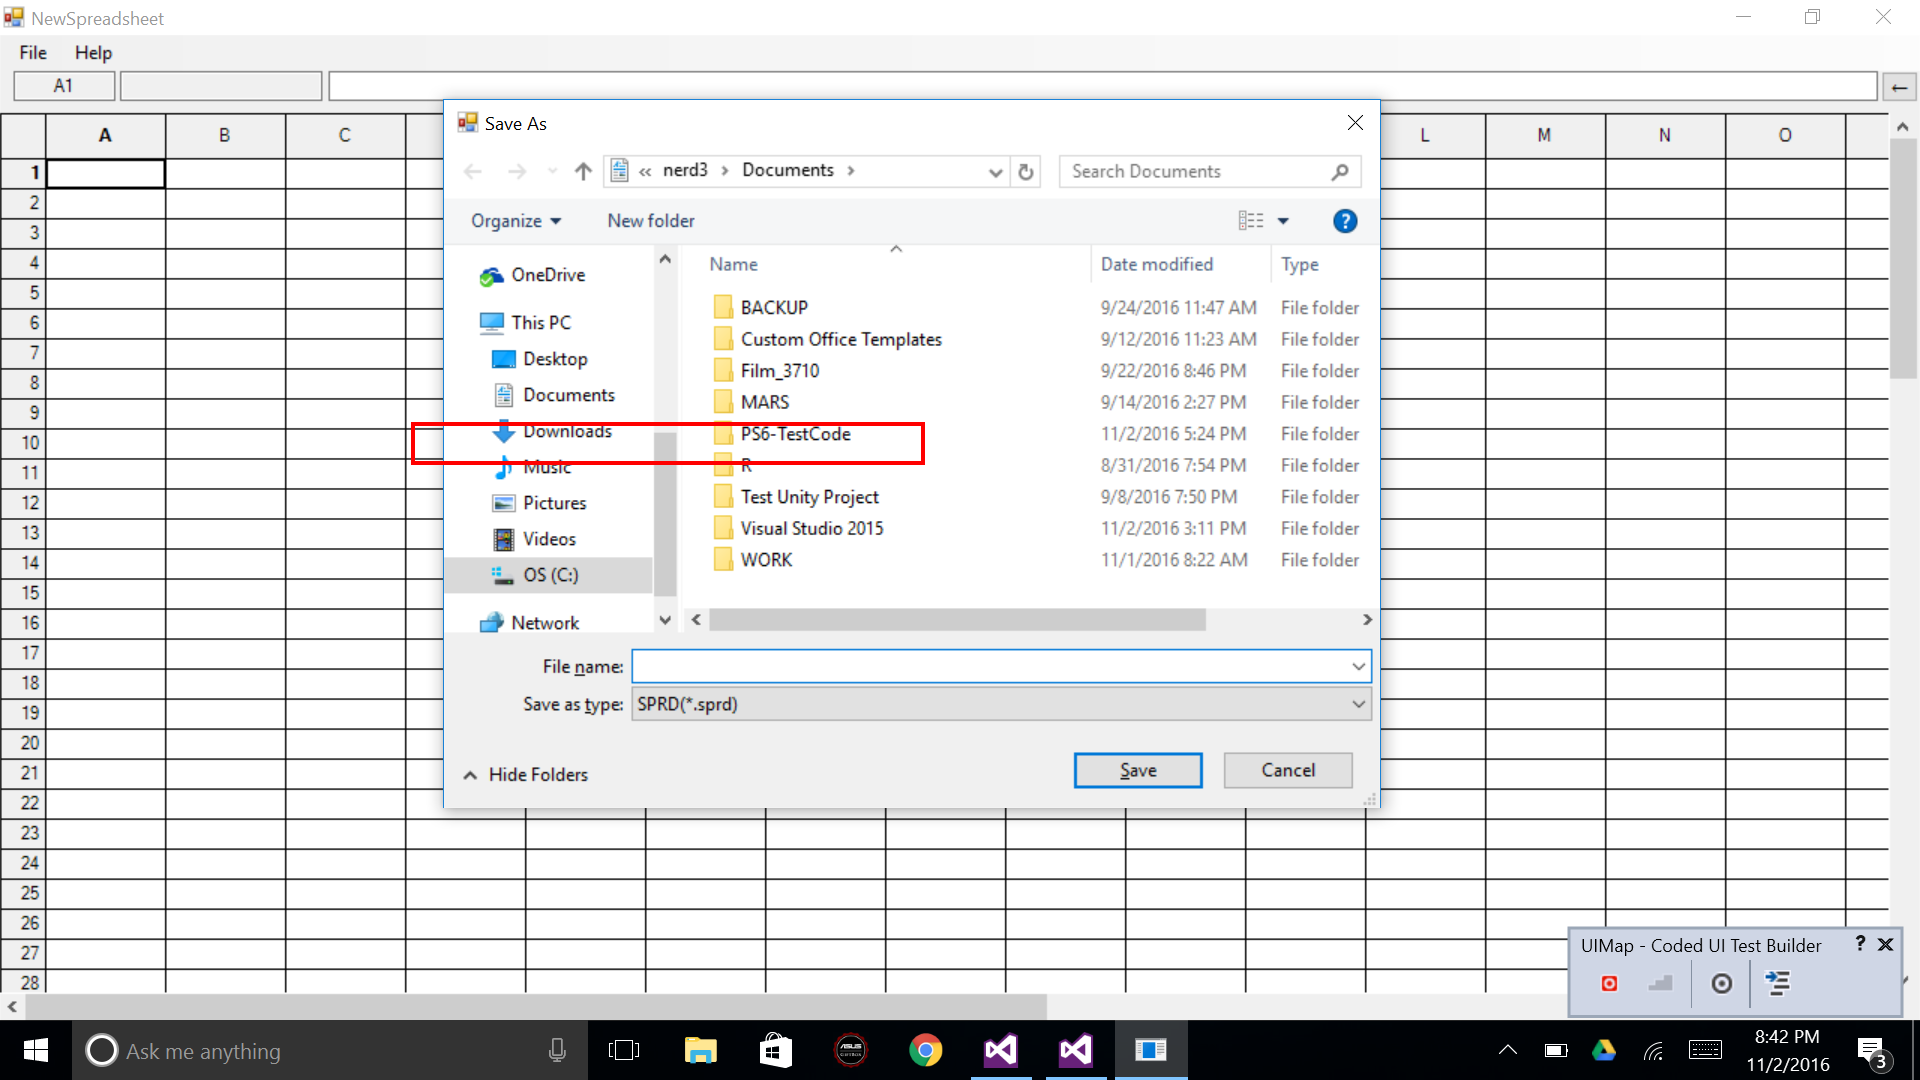 NewSpreadsheet
File Help
A1
Save As
« nerd3 > Documents >
Search Documents
Organize
New folder
OneDrive
This PC
Desktop
Documents
Downloads
Music
Pictures
Videos
OS (C:)
Network
Name Date modified Type
BACKUP 9/24/2016 11:47 AM File folder
Custom Office Templates 9/12/2016 11:23 AM File folder
Film_3710 9/22/2016 8:46 PM File folder
MARS 9/14/2016 2:27 PM File folder
PS6-TestCode 11/2/2016 5:24 PM File folder
R 8/31/2016 7:54 PM File folder
Test Unity Project 9/8/2016 7:50 PM File folder
Visual Studio 2015 11/2/2016 3:11 PM File folder
WORK 11/1/2016 8:22 AM File folder
File name:
Save as type: SPRD(*.sprd)
Hide Folders
Save
Cancel
A B C L M N O
1
2
3
4
5
6
7
8
9
10
11
12
13
14
15
16
17
18
19
20
21
22
23
24
25
26
27
28
UIMap - Coded UI Test Builder ?
Ask me anything
ASUS
8:42 PM
11/2/2016
3